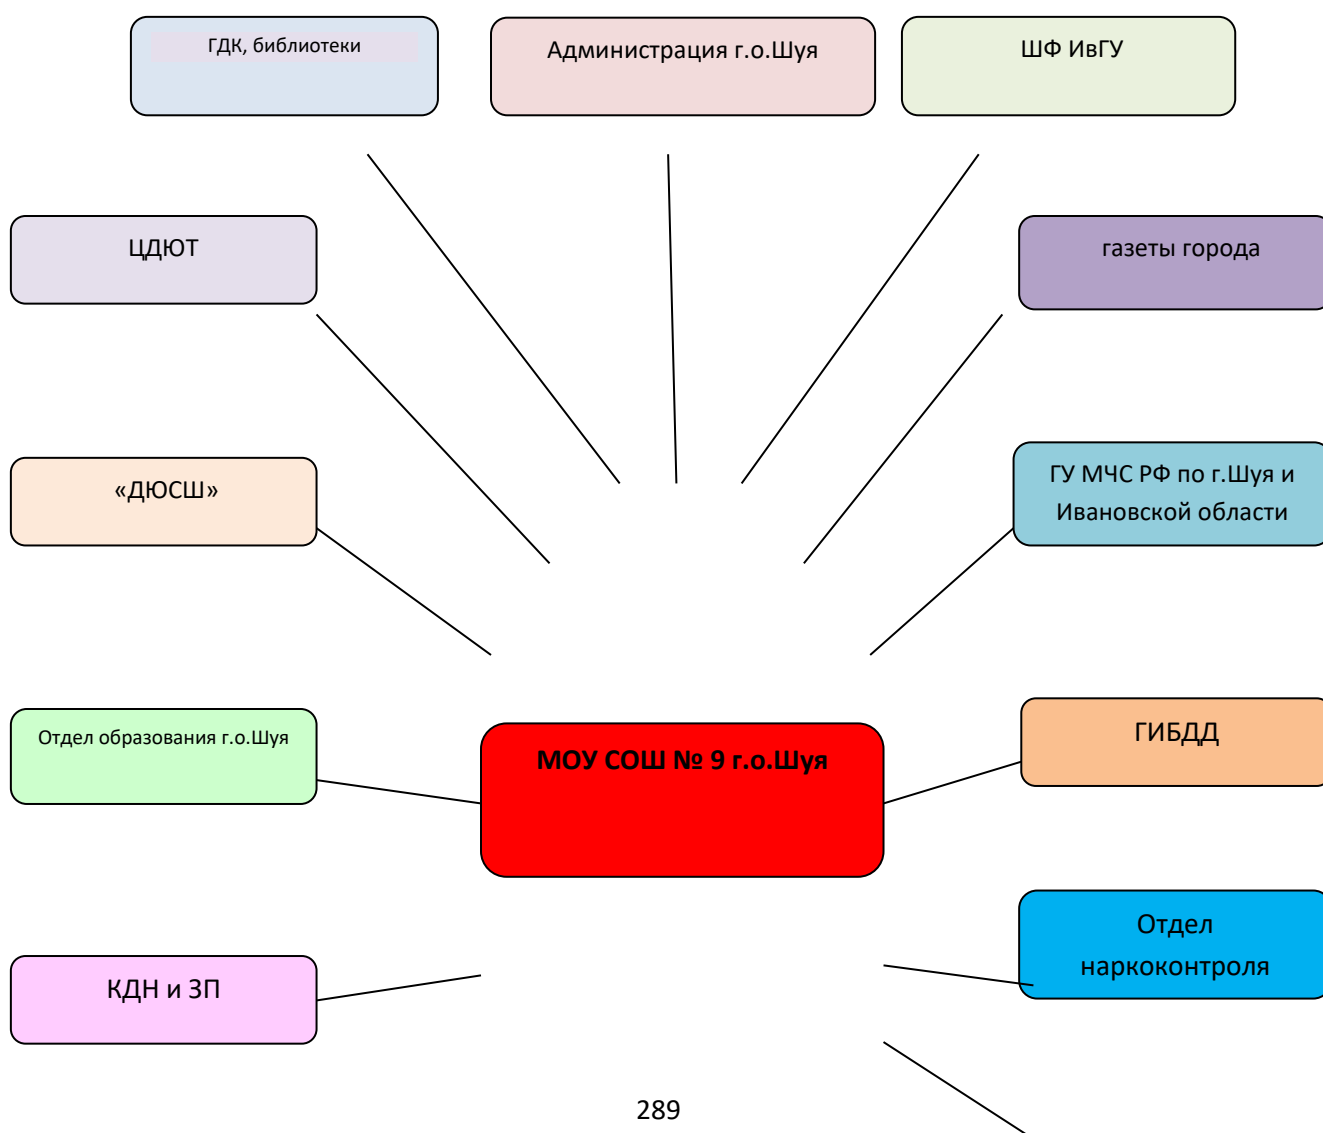 ГДК, библиотеки
Администрация г.о.Шуя
ШФ ИвГУ
ЦДЮТ
газеты города
«ДЮСШ»
ГУ МЧС РФ по г.Шуя и
Ивановской области
Отдел образования г.о.Шуя
МОУ СОШ № 9 г.о.Шуя
ГИБДД
КДН и ЗП
Отдел
наркоконтроля
289